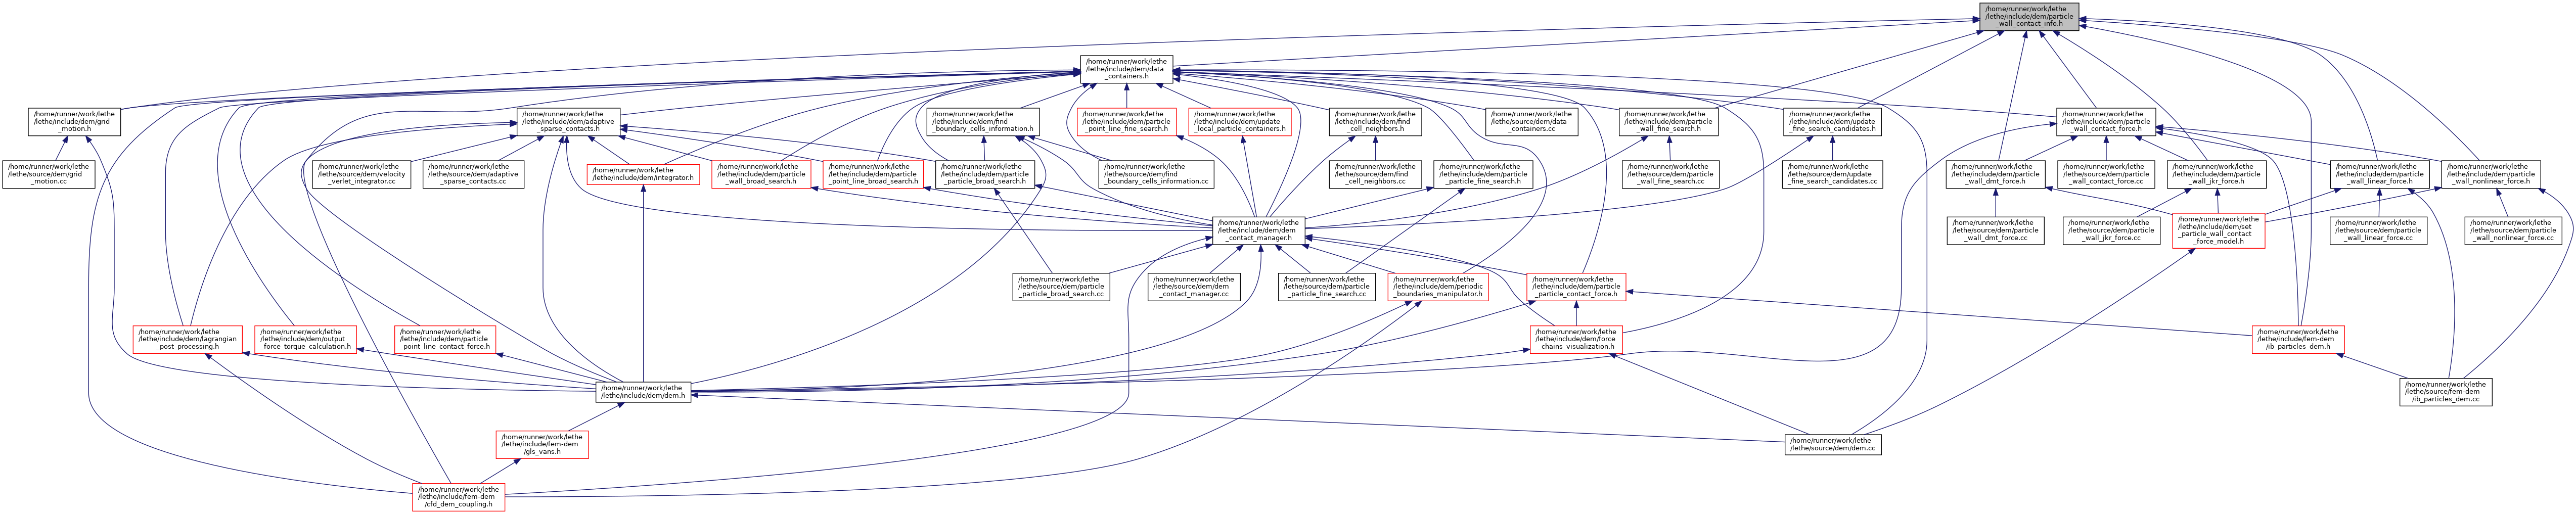 /home/runner/work/lethe
/lethe/include/dem/particle
_wall_contact_info.h
/home/runner/work/lethe
/lethe/include/dem/data
_containers.h
/home/runner/work/lethe
/lethe/include/dem/grid
_motion.h
/home/runner/work/lethe
/lethe/include/dem/adaptive
_sparse_contacts.h
/home/runner/work/lethe
/lethe/include/dem/find
_boundary_cells_information.h
/home/runner/work/lethe
/lethe/include/dem/particle
_point_line_fine_search.h
/home/runner/work/lethe
/lethe/include/dem/update
_local_particle_containers.h
/home/runner/work/lethe
/lethe/include/dem/find
_cell_neighbors.h
/home/runner/work/lethe
/lethe/source/dem/data
_containers.cc
/home/runner/work/lethe
/lethe/include/dem/particle
_wall_fine_search.h
/home/runner/work/lethe
/lethe/include/dem/update
_fine_search_candidates.h
/home/runner/work/lethe
/lethe/include/dem/particle
_wall_contact_force.h
/home/runner/work/lethe
/lethe/source/dem/grid
_motion.cc
/home/runner/work/lethe
/lethe/source/dem/velocity
_verlet_integrator.cc
/home/runner/work/lethe
/lethe/source/dem/adaptive
_sparse_contacts.cc
/home/runner/work/lethe
/lethe/include/dem/integrator.h
/home/runner/work/lethe
/lethe/include/dem/particle
_wall_broad_search.h
/home/runner/work/lethe
/lethe/include/dem/particle
_point_line_broad_search.h
/home/runner/work/lethe
/lethe/include/dem/particle
_particle_broad_search.h
/home/runner/work/lethe
/lethe/source/dem/find
_boundary_cells_information.cc
/home/runner/work/lethe
/lethe/source/dem/find
_cell_neighbors.cc
/home/runner/work/lethe
/lethe/include/dem/particle
_particle_fine_search.h
/home/runner/work/lethe
/lethe/source/dem/particle
_wall_fine_search.cc
/home/runner/work/lethe
/lethe/source/dem/update
_fine_search_candidates.cc
/home/runner/work/lethe
/lethe/include/dem/particle
_wall_dmt_force.h
/home/runner/work/lethe
/lethe/source/dem/particle
_wall_contact_force.cc
/home/runner/work/lethe
/lethe/include/dem/particle
_wall_jkr_force.h
/home/runner/work/lethe
/lethe/include/dem/particle
_wall_linear_force.h
/home/runner/work/lethe
/lethe/include/dem/particle
_wall_nonlinear_force.h
/home/runner/work/lethe
/lethe/include/dem/dem
_contact_manager.h
/home/runner/work/lethe
/lethe/source/dem/particle
_wall_dmt_force.cc
/home/runner/work/lethe
/lethe/source/dem/particle
_wall_jkr_force.cc
/home/runner/work/lethe
/lethe/include/dem/set
_particle_wall_contact
_force_model.h
/home/runner/work/lethe
/lethe/source/dem/particle
_wall_linear_force.cc
/home/runner/work/lethe
/lethe/source/dem/particle
_wall_nonlinear_force.cc
/home/runner/work/lethe
/lethe/source/dem/particle
_particle_broad_search.cc
/home/runner/work/lethe
/lethe/source/dem/dem
_contact_manager.cc
/home/runner/work/lethe
/lethe/source/dem/particle
_particle_fine_search.cc
/home/runner/work/lethe
/lethe/include/dem/periodic
_boundaries_manipulator.h
/home/runner/work/lethe
/lethe/include/dem/particle
_particle_contact_force.h
/home/runner/work/lethe
/lethe/include/dem/lagrangian
_post_processing.h
/home/runner/work/lethe
/lethe/include/dem/output
_force_torque_calculation.h
/home/runner/work/lethe
/lethe/include/dem/particle
_point_line_contact_force.h
/home/runner/work/lethe
/lethe/include/dem/force
_chains_visualization.h
/home/runner/work/lethe
/lethe/include/fem-dem
/ib_particles_dem.h
/home/runner/work/lethe
/lethe/include/dem/dem.h
/home/runner/work/lethe
/lethe/source/fem-dem
/ib_particles_dem.cc
/home/runner/work/lethe
/lethe/include/fem-dem
/gls_vans.h
/home/runner/work/lethe
/lethe/source/dem/dem.cc
/home/runner/work/lethe
/lethe/include/fem-dem
/cfd_dem_coupling.h